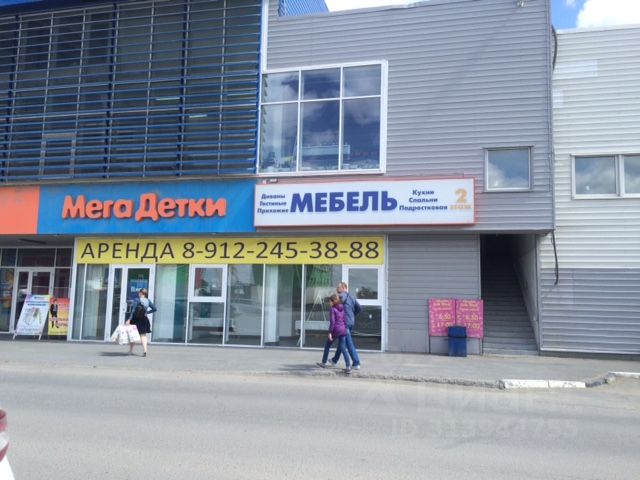 Мега Детки
Диваны
Гостиные
Прихожие
МЕБЕЛЬ
Кухни
Спальни
Подростковая
2
этаж
АРЕНДА 8-912-245-38-88